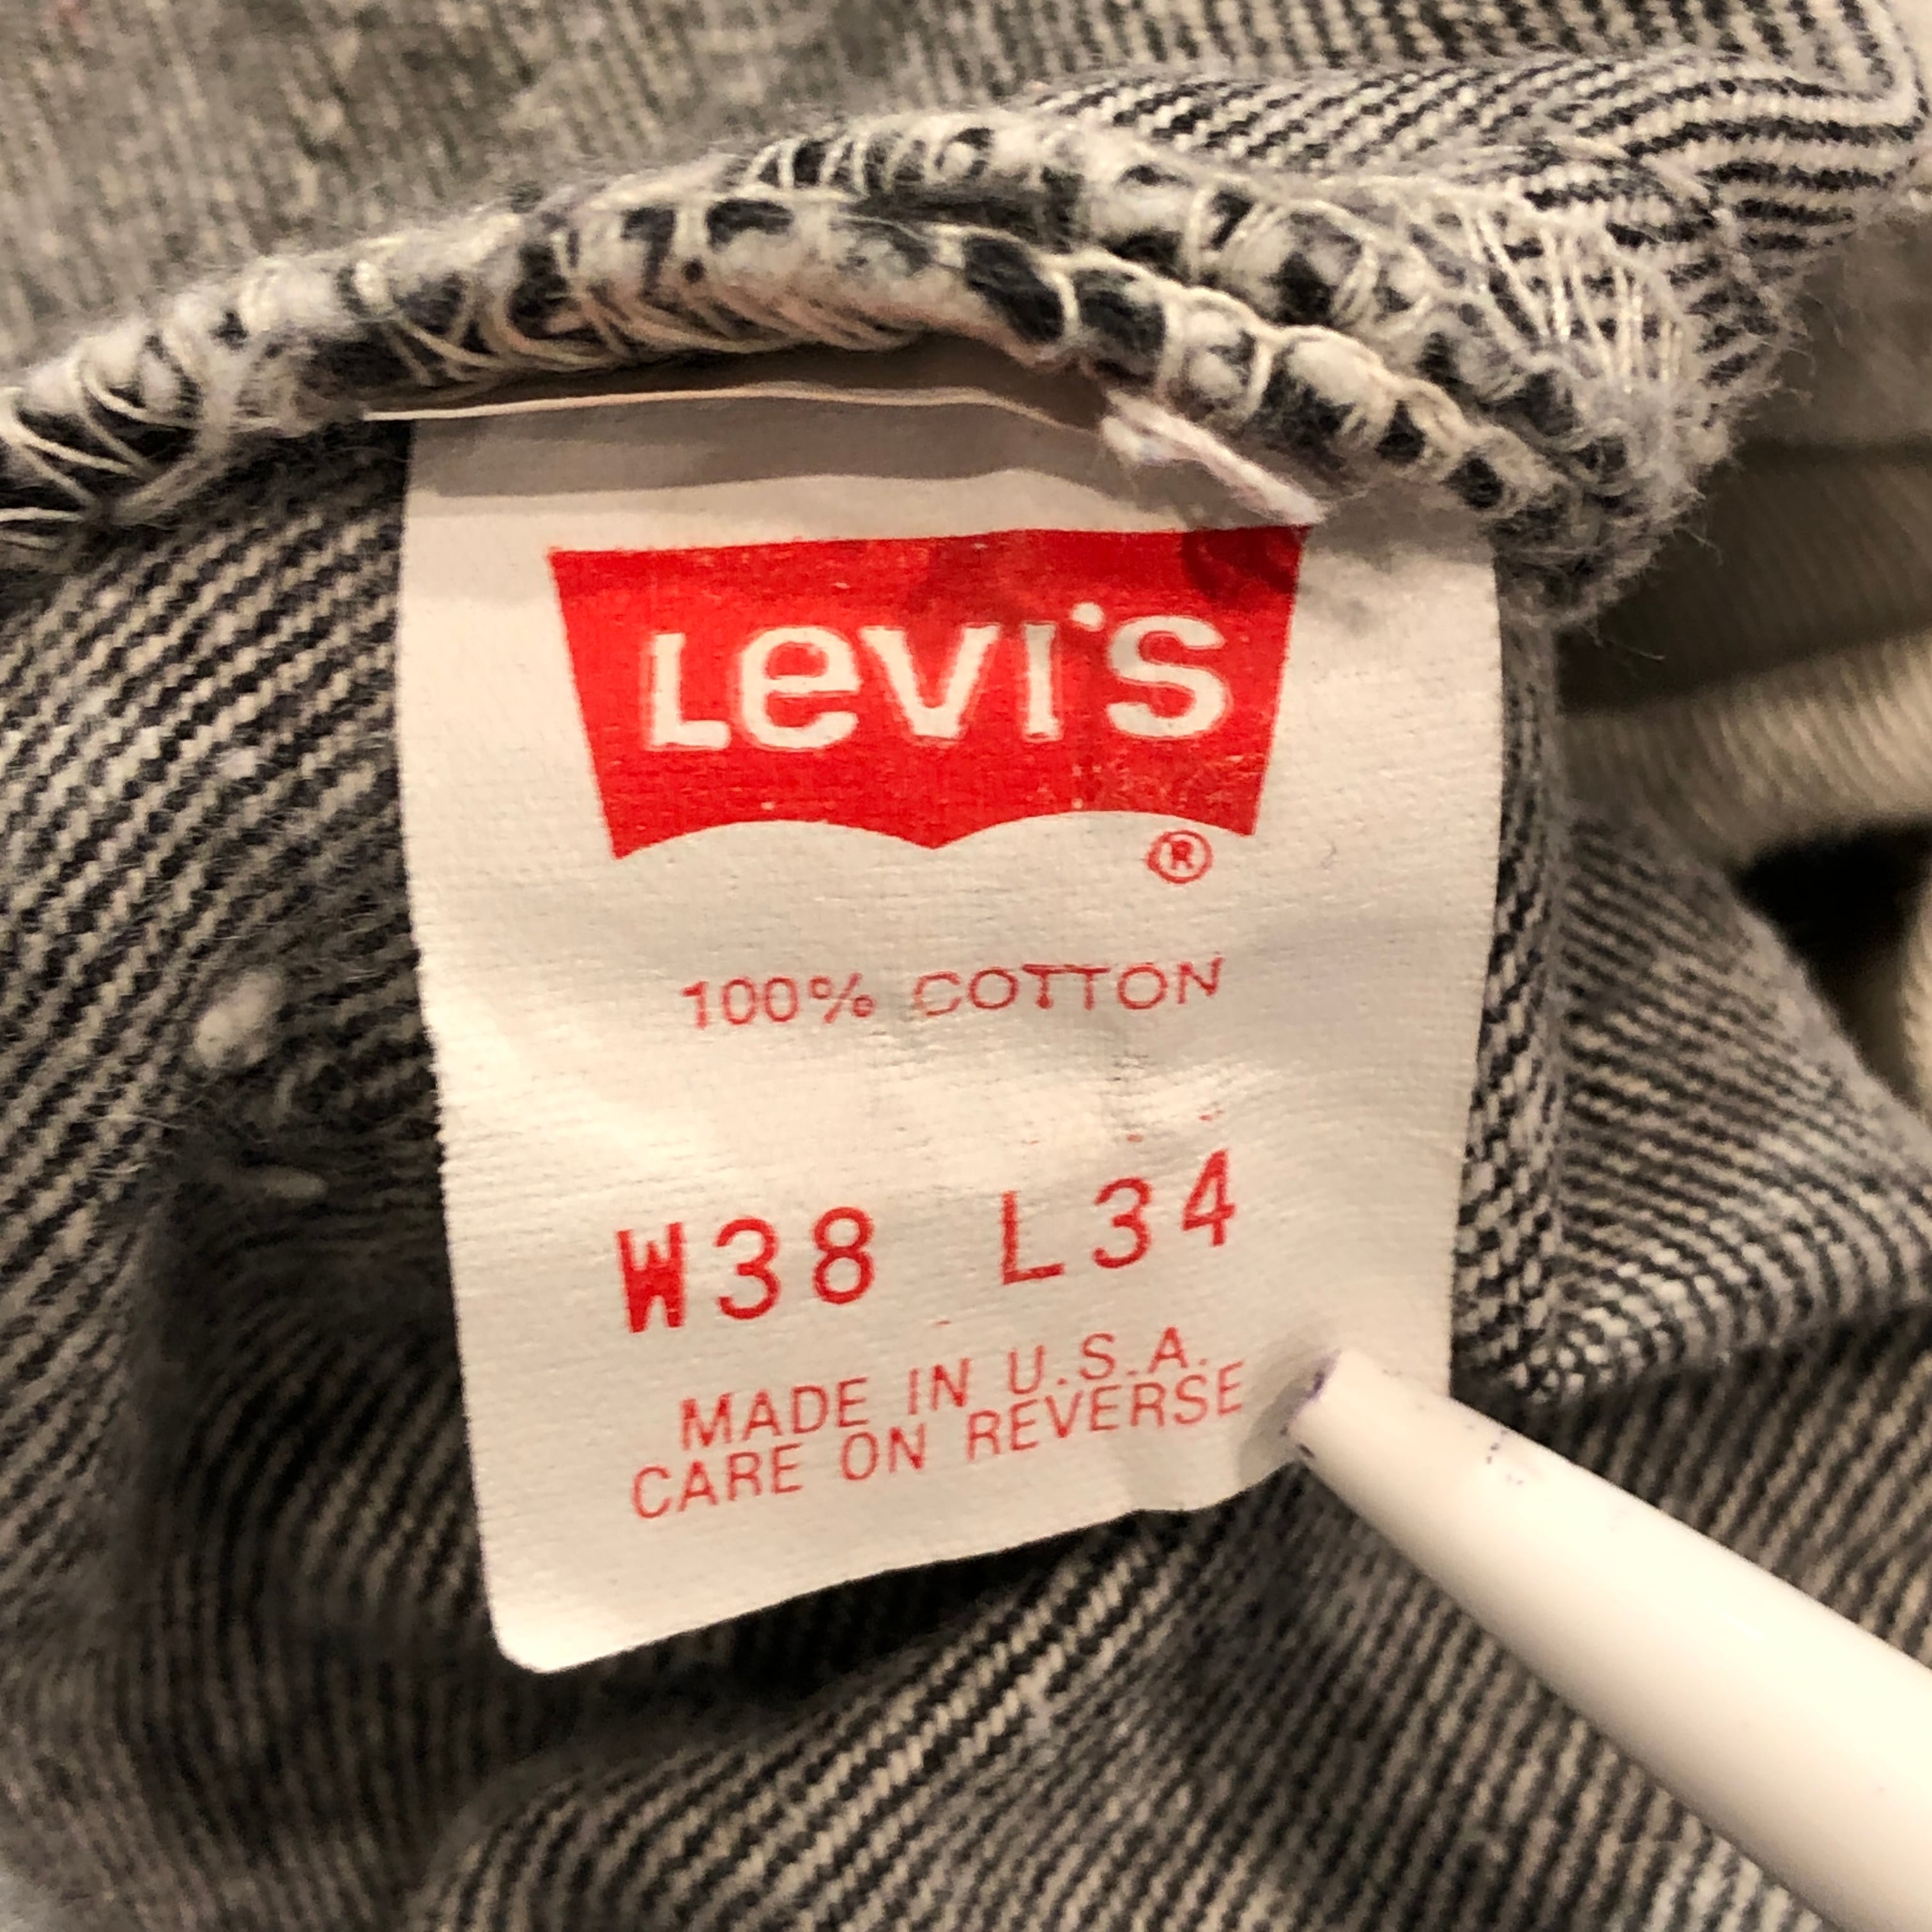 Levi's
®
100% COTTON
W38 L34
MADE IN U.S.A.
CARE ON REVERSE